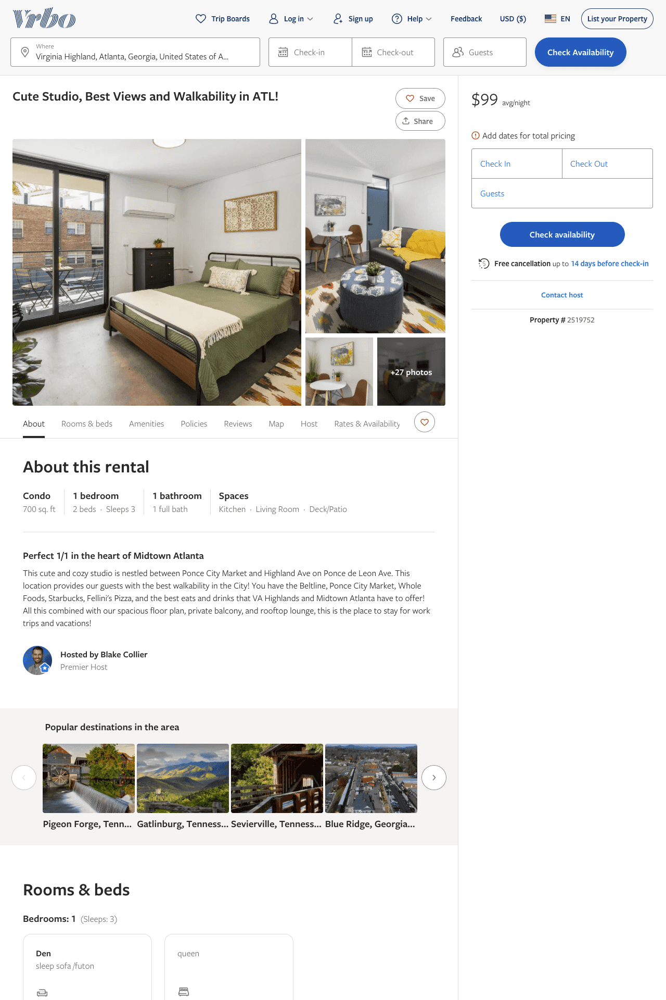 Vrbo
Trip Boards
Log in
Sign up
Help
Feedback
USD ($)
EN
List your Property
Where
Virginia Highland, Atlanta, Georgia, United States of A...
Check-in
Check-out
Guests
Check Availability
Cute Studio, Best Views and Walkability in ATL!
Save
Share
+27 photos
$99 avg/night
Add dates for total pricing
Check In
Check Out
Guests
Check availability
Free cancellation up to 14 days before check-in
Contact host
Property # 2519752
About
Rooms & beds
Amenities
Policies
Reviews
Map
Host
Rates & Availability
About this rental
Condo
700 sq. ft
1 bedroom
2 beds · Sleeps 3
1 bathroom
1 full bath
Spaces
Kitchen · Living Room · Deck/Patio
Perfect 1/1 in the heart of Midtown Atlanta
This cute and cozy studio is nestled between Ponce City Market and Highland Ave on Ponce de Leon Ave. This
location provides our guests with the best walkability in the City! You have the Beltline, Ponce City Market, Whole
Foods, Starbucks, Fellini's Pizza, and the best eats and drinks that VA Highlands and Midtown Atlanta have to offer!
All this combined with our spacious floor plan, private balcony, and rooftop lounge, this is the place to stay for work
trips and vacations!
Hosted by Blake Collier
Premier Host
Popular destinations in the area
Pigeon Forge, Tenn...
Gatlinburg, Tenness...
Sevierville, Tenness...
Blue Ridge, Georgia...
Rooms & beds
Bedrooms: 1 (Sleeps: 3)
Den
sleep sofa /futon
queen